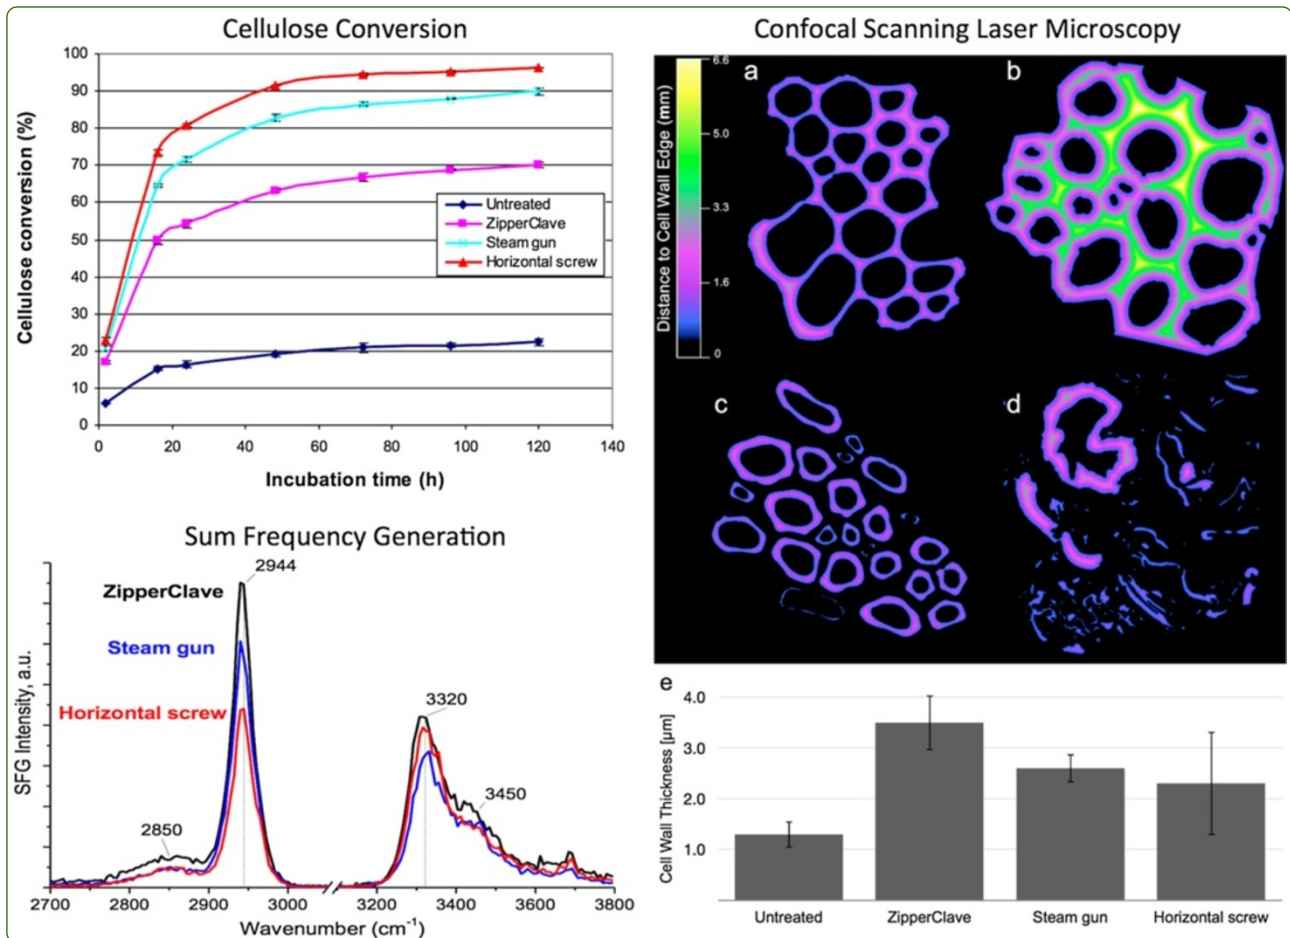 Cellulose Conversion
Cellulose conversion (%)
100
90
80
70
60
50
40
30
20
10
0
Untreated
ZipperClave
Steam gun
Horizontal screw
0 20 40 60 80 100 120 140
Incubation time (h)
Confocal Scanning Laser Microscopy
Distance to Cell Wall Edge (mm)
6.6
5.0
3.3
1.6
0
a
b
c
d
Sum Frequency Generation
SFG Intensity, a.u.
ZipperClave
Steam gun
Horizontal screw
2944
2850
3320
3450
2700 2800 2900 3000 3200 3400 3600 3800
Wavenumber (cm⁻¹)
e
Cell Wall Thickness [µm]
4.0
3.0
2.0
1.0
Untreated ZipperClave Steam gun Horizontal screw